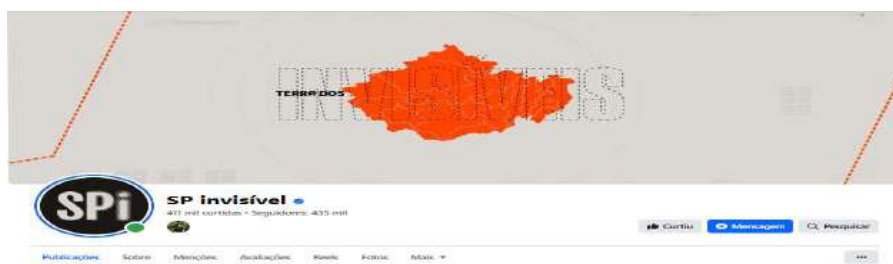 TERRA DOS
INVISÍVEIS
SPi
SP invisível
411 mil curtidas • Seguidores: 435 mil
Curtiu
Mensagem
Pesquisar
Publicações Sobre Menções Avaliações Reels Fotos Mais